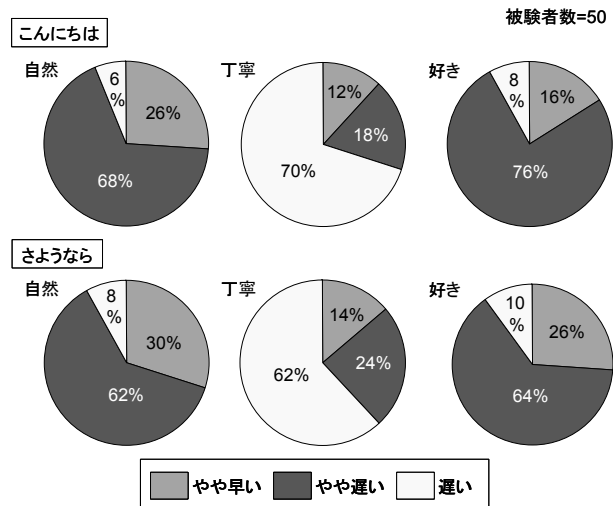 被験者数=50
こんにちは
自然
丁寧
好き
6
%
26%
68%
12%
18%
70%
8
%
16%
76%
さようなら
自然
丁寧
好き
8
%
30%
62%
14%
24%
62%
10
%
26%
64%
やや早い やや遅い 遅い